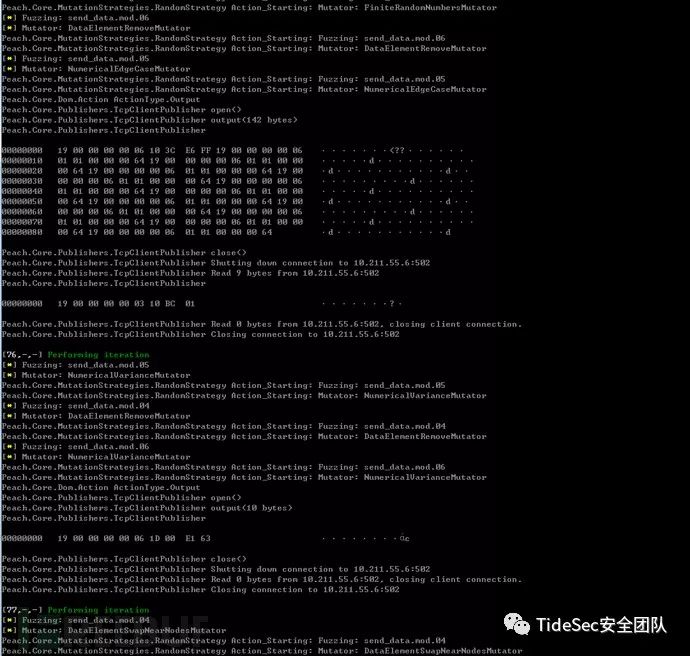 Peach.Core.MutationStrategies.RandomStrategy Action_Starting: Mutator: FiniteRandomNumbersMutator
[*] Fuzzing: send_data.mod.06
[*] Mutator: DataElementRemoveMutator
Peach.Core.MutationStrategies.RandomStrategy Action_Starting: Fuzzing: send_data.mod.06
Peach.Core.MutationStrategies.RandomStrategy Action_Starting: Mutator: DataElementRemoveMutator
[*] Fuzzing: send_data.mod.05
[*] Mutator: NumericalEdgeCaseMutator
Peach.Core.MutationStrategies.RandomStrategy Action_Starting: Fuzzing: send_data.mod.05
Peach.Core.MutationStrategies.RandomStrategy Action_Starting: Mutator: NumericalEdgeCaseMutator
Peach.Core.Dom.Action ActionType.Output
Peach.Core.Publishers.TcpClientPublisher open()
Peach.Core.Publishers.TcpClientPublisher output(142 bytes)
Peach.Core.Publishers.TcpClientPublisher
00000000 19 00 00 00 00 06 10 3C E6 FF 19 00 00 00 00 06 ·······<??······
00000010 01 01 00 00 00 64 19 00 00 00 00 06 01 01 00 00 ·····d··········
00000020 00 64 19 00 00 00 00 06 01 01 00 00 00 64 19 00 ·d···········d··
00000030 00 00 00 06 01 01 00 00 00 64 19 00 00 00 00 06 ·········d······
00000040 01 01 00 00 00 64 19 00 00 00 00 06 01 01 00 00 ·····d··········
00000050 00 64 19 00 00 00 00 06 01 01 00 00 00 64 19 00 ·d···········d··
00000060 00 00 00 06 01 01 00 00 00 64 19 00 00 00 00 06 ·········d······
00000070 01 01 00 00 00 64 19 00 00 00 00 06 01 01 00 00 ·····d··········
00000080 00 64 19 00 00 00 00 06 01 01 00 00 00 64 ·d···········d
Peach.Core.Publishers.TcpClientPublisher close()
Peach.Core.Publishers.TcpClientPublisher Shutting down connection to 10.211.55.6:502
Peach.Core.Publishers.TcpClientPublisher Read 9 bytes from 10.211.55.6:502
Peach.Core.Publishers.TcpClientPublisher
00000000 19 00 00 00 00 03 10 BC 01 ·······?·
Peach.Core.Publishers.TcpClientPublisher Read 0 bytes from 10.211.55.6:502, closing client connection.
Peach.Core.Publishers.TcpClientPublisher Closing connection to 10.211.55.6:502
[76,-,-] Performing iteration
[*] Fuzzing: send_data.mod.05
[*] Mutator: NumericalVarianceMutator
Peach.Core.MutationStrategies.RandomStrategy Action_Starting: Fuzzing: send_data.mod.05
Peach.Core.MutationStrategies.RandomStrategy Action_Starting: Mutator: NumericalVarianceMutator
[*] Fuzzing: send_data.mod.04
[*] Mutator: DataElementRemoveMutator
Peach.Core.MutationStrategies.RandomStrategy Action_Starting: Fuzzing: send_data.mod.04
Peach.Core.MutationStrategies.RandomStrategy Action_Starting: Mutator: DataElementRemoveMutator
[*] Fuzzing: send_data.mod.06
[*] Mutator: NumericalVarianceMutator
Peach.Core.MutationStrategies.RandomStrategy Action_Starting: Fuzzing: send_data.mod.06
Peach.Core.MutationStrategies.RandomStrategy Action_Starting: Mutator: NumericalVarianceMutator
Peach.Core.Dom.Action ActionType.Output
Peach.Core.Publishers.TcpClientPublisher open()
Peach.Core.Publishers.TcpClientPublisher output(10 bytes)
Peach.Core.Publishers.TcpClientPublisher
00000000 19 00 00 00 00 06 1D 00 E1 63 ········
Peach.Core.Publishers.TcpClientPublisher close()
Peach.Core.Publishers.TcpClientPublisher Shutting down connection to 10.211.55.6:502
Peach.Core.Publishers.TcpClientPublisher Read 0 bytes from 10.211.55.6:502, closing client connection.
Peach.Core.Publishers.TcpClientPublisher Closing connection to 10.211.55.6:502
[77,-,-] Performing iteration
[*] Fuzzing: send_data.mod.04
[*] Mutator: DataElementSwapNearNodesMutator
Peach.Core.MutationStrategies.RandomStrategy Action_Starting: Fuzzing: send_data.mod.04
Peach.Core.MutationStrategies.RandomStrategy Action_Starting: Mutator: DataElementSwapNearNodesMutator
TideSec安全团队